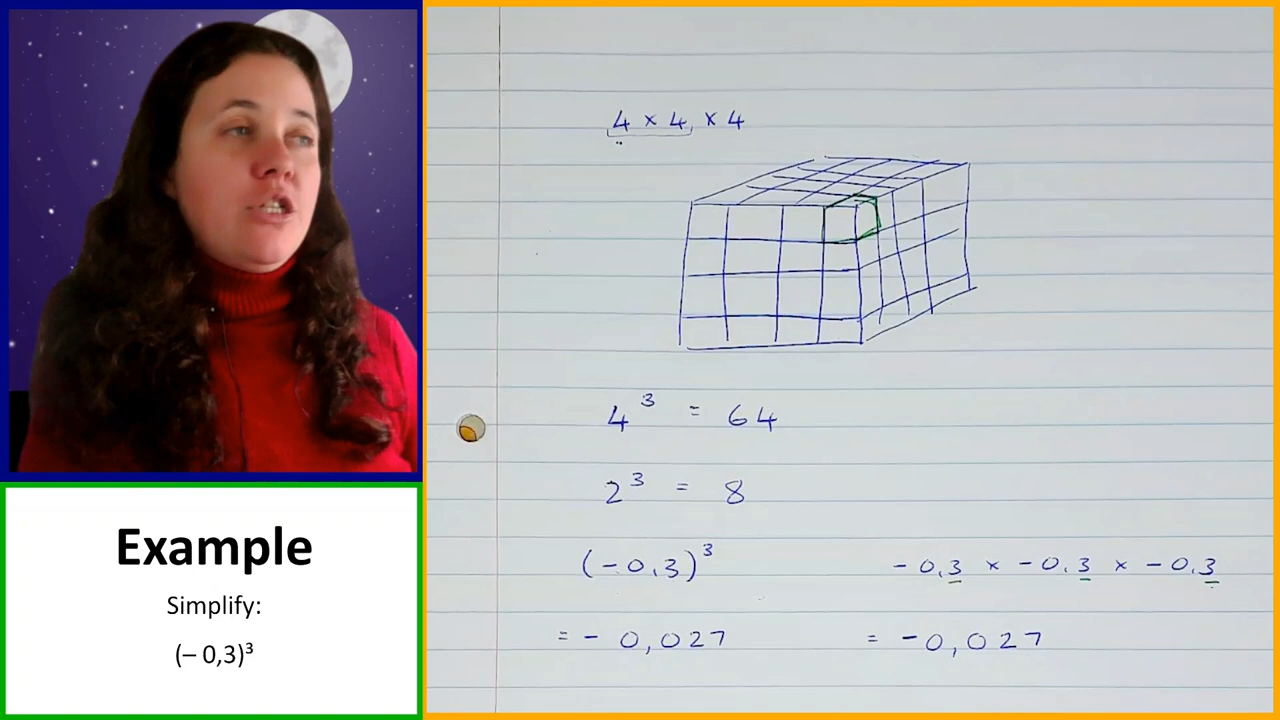 4 × 4 × 4
4³ = 64
2³ = 8
(-0,3)³ -0.3 × -0.3 × -0.3
= -0,027 = -0,027
Example
Simplify:
(– 0,3)³